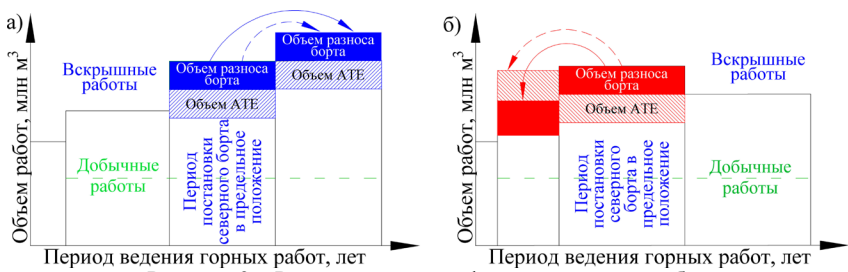 а)
Объем работ, млн м³
Вскрышные
работы
Добычные
работы
Объем разноса
борта
Объем АТЕ
Период
постановки
северного борта
в предельное
положение
Объем разноса
борта
Объем АТЕ
Период ведения горных работ, лет
б)
Объем работ, млн м³
Объем разноса
борта
Объем АТЕ
Период
постановки
северного
борта в
предельное
положение
Вскрышные
работы
Добычные
работы
Период ведения горных работ, лет